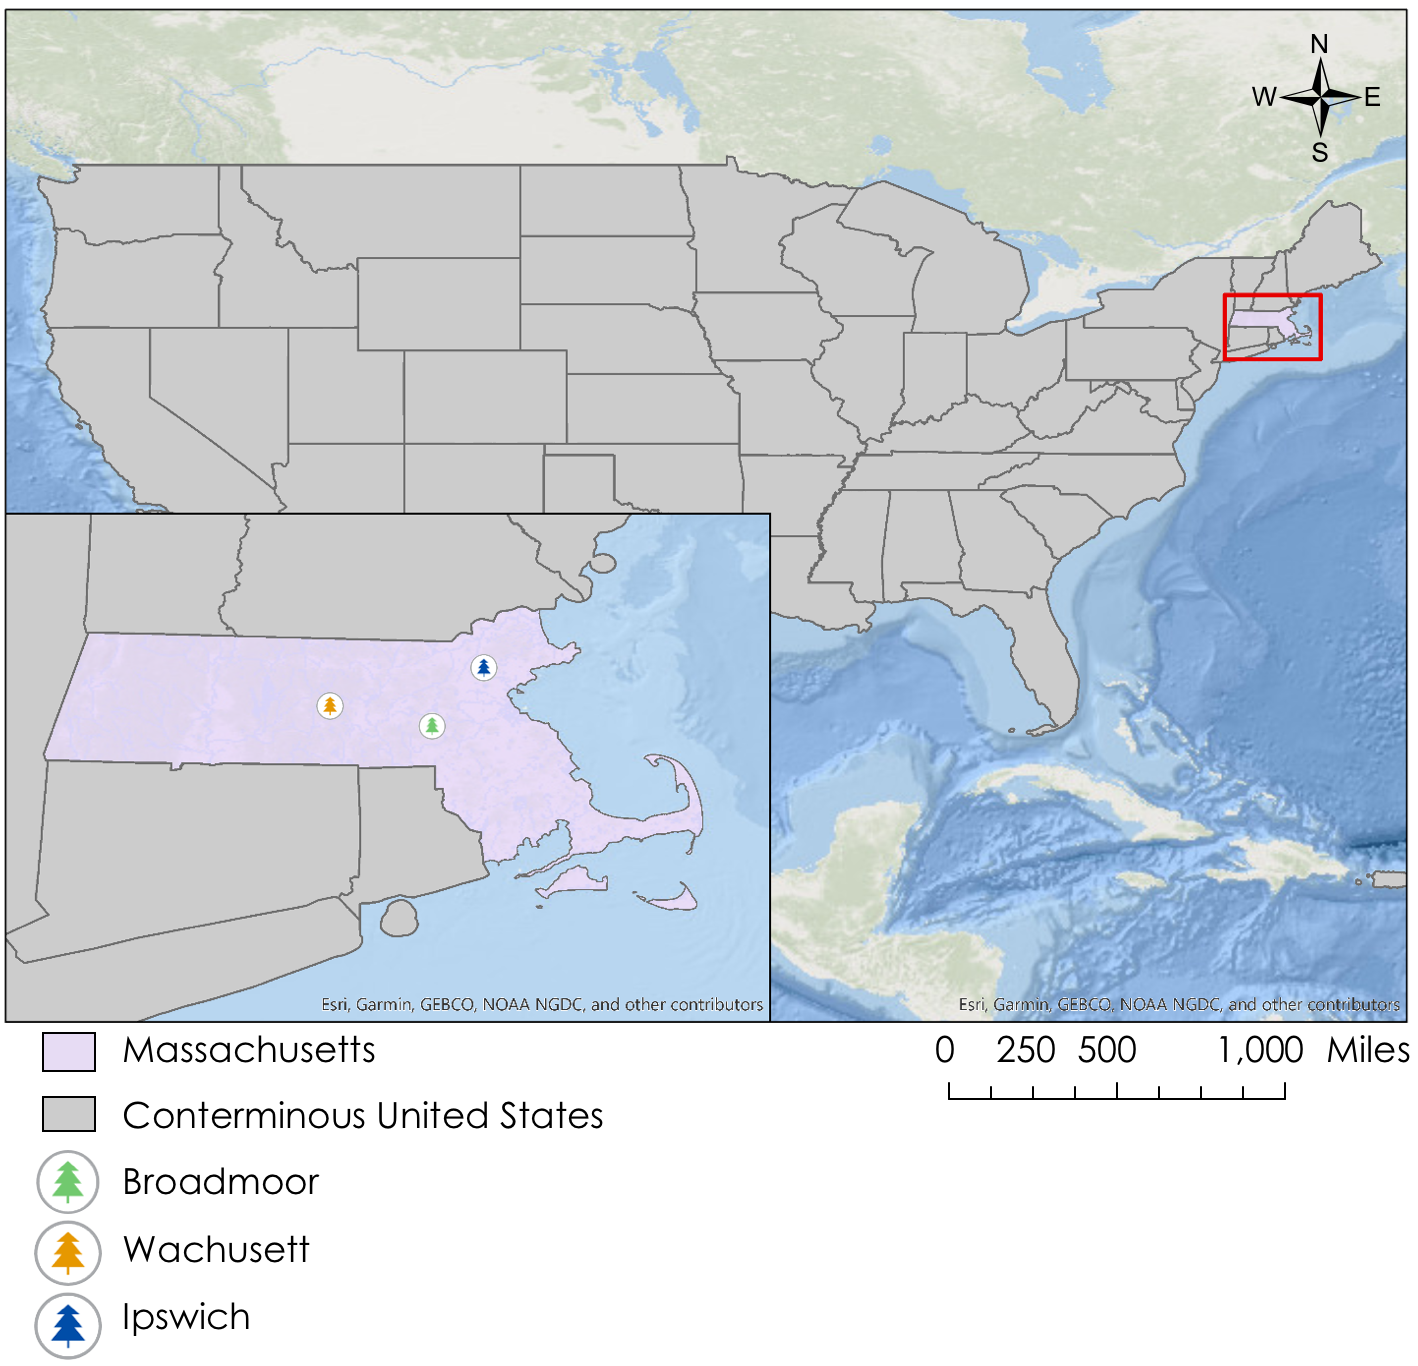 N
W E
S
Esri, Garmin, GEBCO, NOAA NGDC, and other contributors
Esri, Garmin, GEBCO, NOAA NGDC, and other contributors
Massachusetts
Conterminous United States
Broadmoor
Wachusett
Ipswich
0 250 500 1,000 Miles